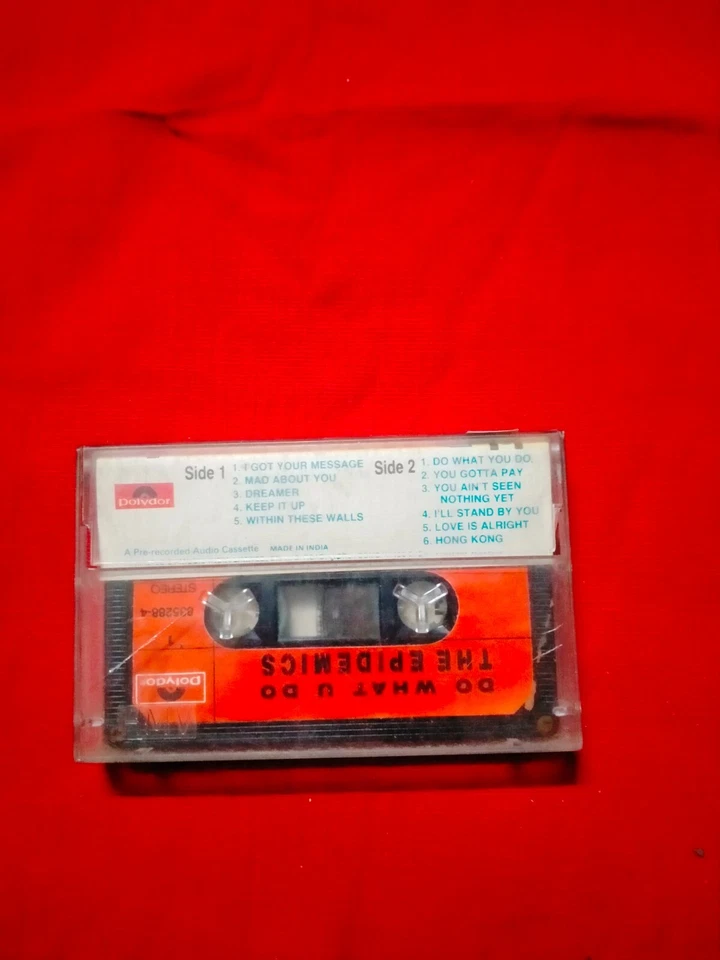 Polydor
Side 1
1. I GOT YOUR MESSAGE
2. MAD ABOUT YOU
3. DREAMER
4. KEEP IT UP
5. WITHIN THESE WALLS
Side 2
1. DO WHAT YOU DO.
2. YOU GOTTA PAY
3. YOU AIN'T SEEN
NOTHING YET
4. I'LL STAND BY YOU
5. LOVE IS ALRIGHT
6. HONG KONG
A Pre-recorded Audio Cassette MADE IN INDIA
Polydor
DO WHAT U DO
THE EPIDEMICS
1
835288-4
STEREO